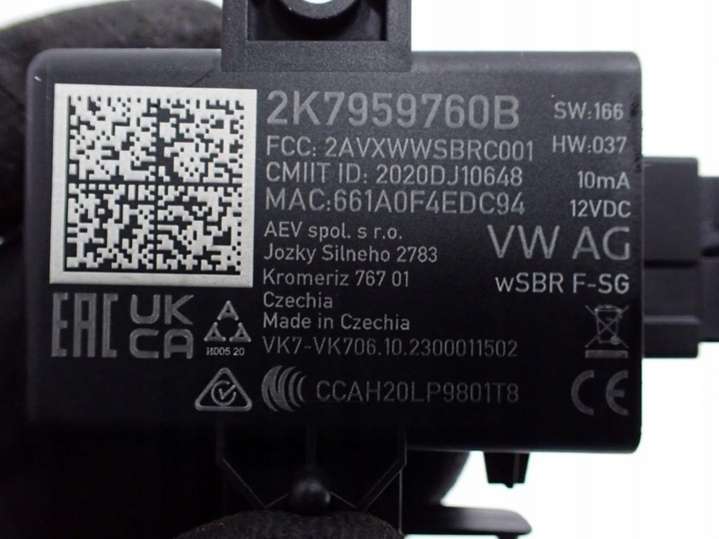 2K7959760B
SW:166
FCC: 2AVXWWSBRC001
HW:037
CMIIT ID: 2020DJ10648
10mA
MAC:661A0F4EDC94
12VDC
AEV spol. s r.o.
VW AG
Jozky Silneho 2783
wSBR F-SG
Kromeriz 767 01
Czechia
Made in Czechia
VK7-VK706.10.2300011502
EAC
UK
CA
CCAH20LP9801T8
CE